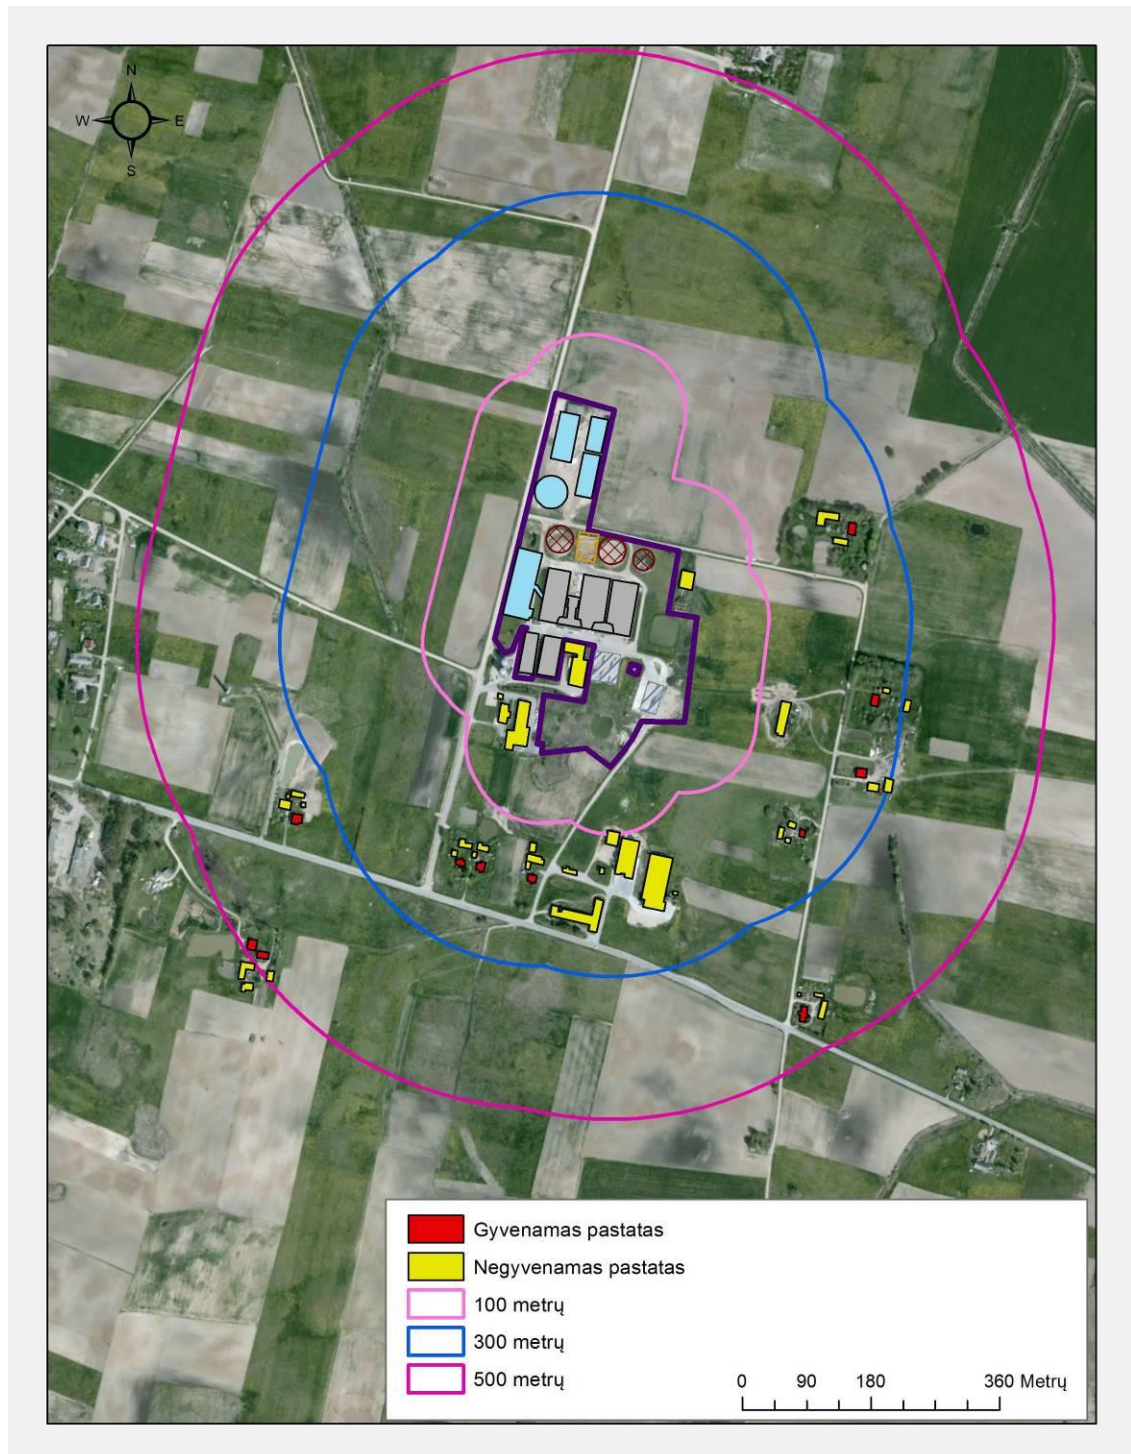 N
W E
S
Gyvenamas pastatas
Negyvenamas pastatas
100 metrų
300 metrų
500 metrų
0 90 180 360 Metrų